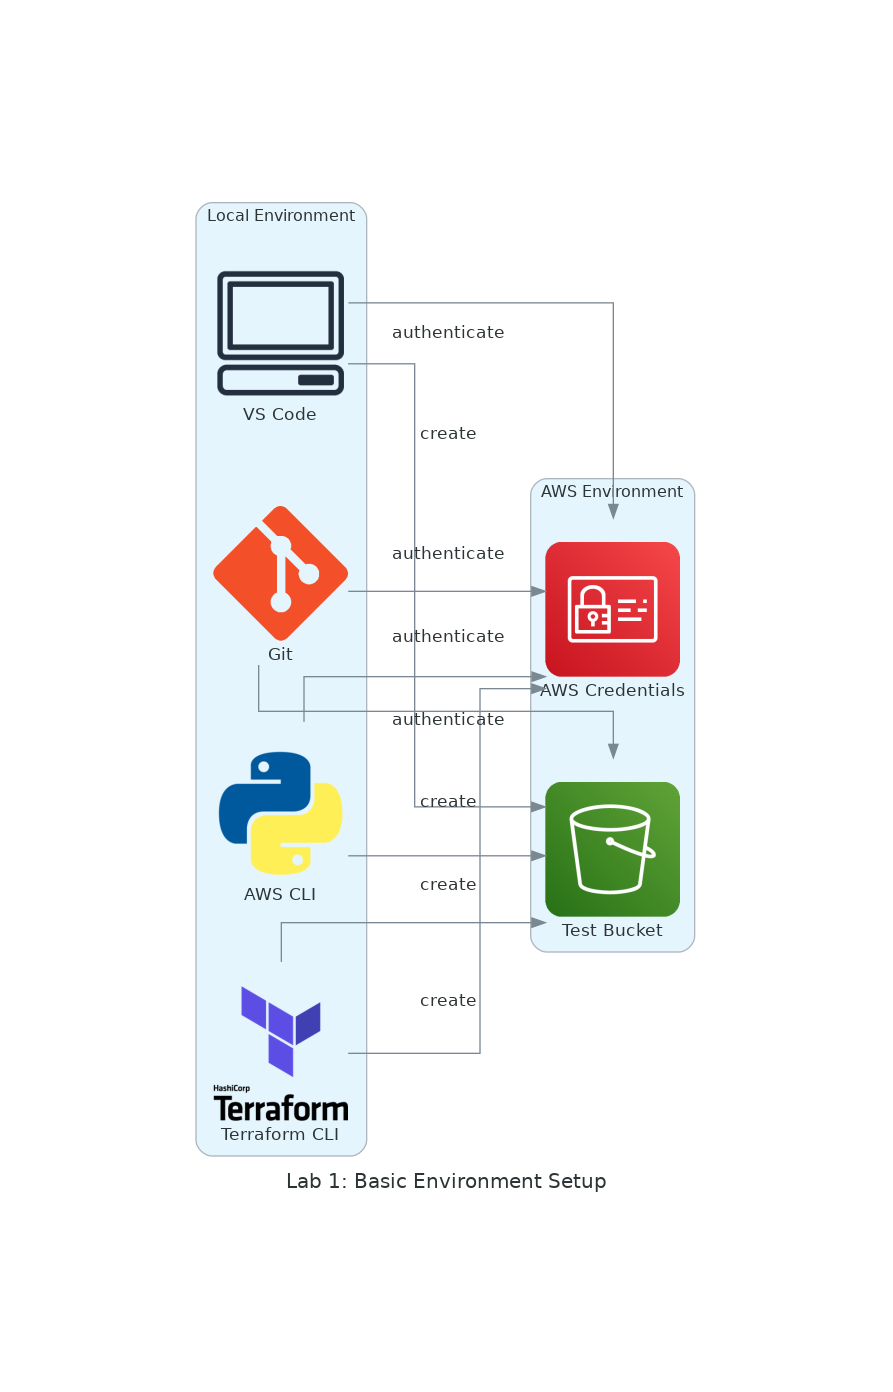 Local Environment
authenticate
VS Code
create
AWS Environment
authenticate
authenticate
Git
AWS Credentials
authenticate
create
AWS CLI
create
Test Bucket
create
HashiCorp
Terraform
Terraform CLI
Lab 1: Basic Environment Setup